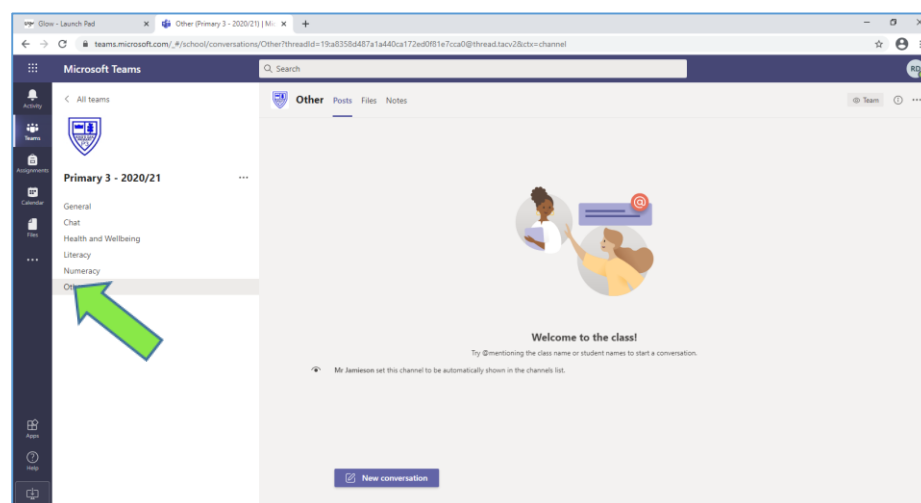 Glow - Launch Pad
Other (Primary 3 - 2020/21) | Mic
teams.microsoft.com/_#/school/conversations/Other?threadId=19:a8358d487a1a440ca172ed0f81e7cca0@thread.tacv2&ctx=channel
Microsoft Teams
Search
RD
Activity
Teams
Assignments
Calendar
Files
Apps
Help
All teams
Primary 3 - 2020/21
General
Chat
Health and Wellbeing
Literacy
Numeracy
Other Posts Files Notes
Team
@
Welcome to the class!
Try @mentioning the class name or student names to start a conversation.
Mr Jamieson set this channel to be automatically shown in the channels list.
New conversation